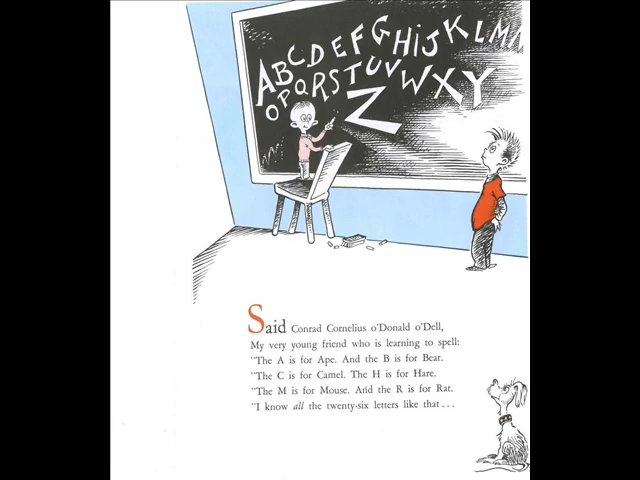 ABCDEFGHiJKLMN
OPQRSTUVWXY
Z
Said Conrad Cornelius o'Donald o'Dell,
My very young friend who is learning to spell:
"The A is for Ape. And the B is for Bear.
"The C is for Camel. The H is for Hare.
"The M is for Mouse. And the R is for Rat.
"I know all the twenty-six letters like that . . .